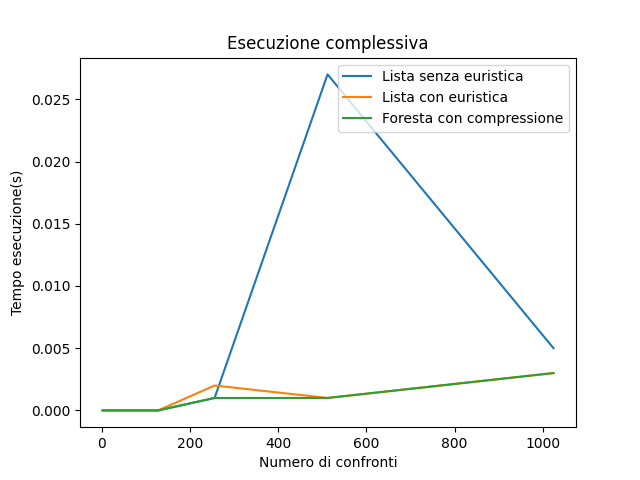 Esecuzione complessiva
Lista senza euristica
Lista con euristica
Foresta con compressione
Tempo esecuzione(s)
0.025
0.020
0.015
0.010
0.005
0.000
0 200 400 600 800 1000
Numero di confronti